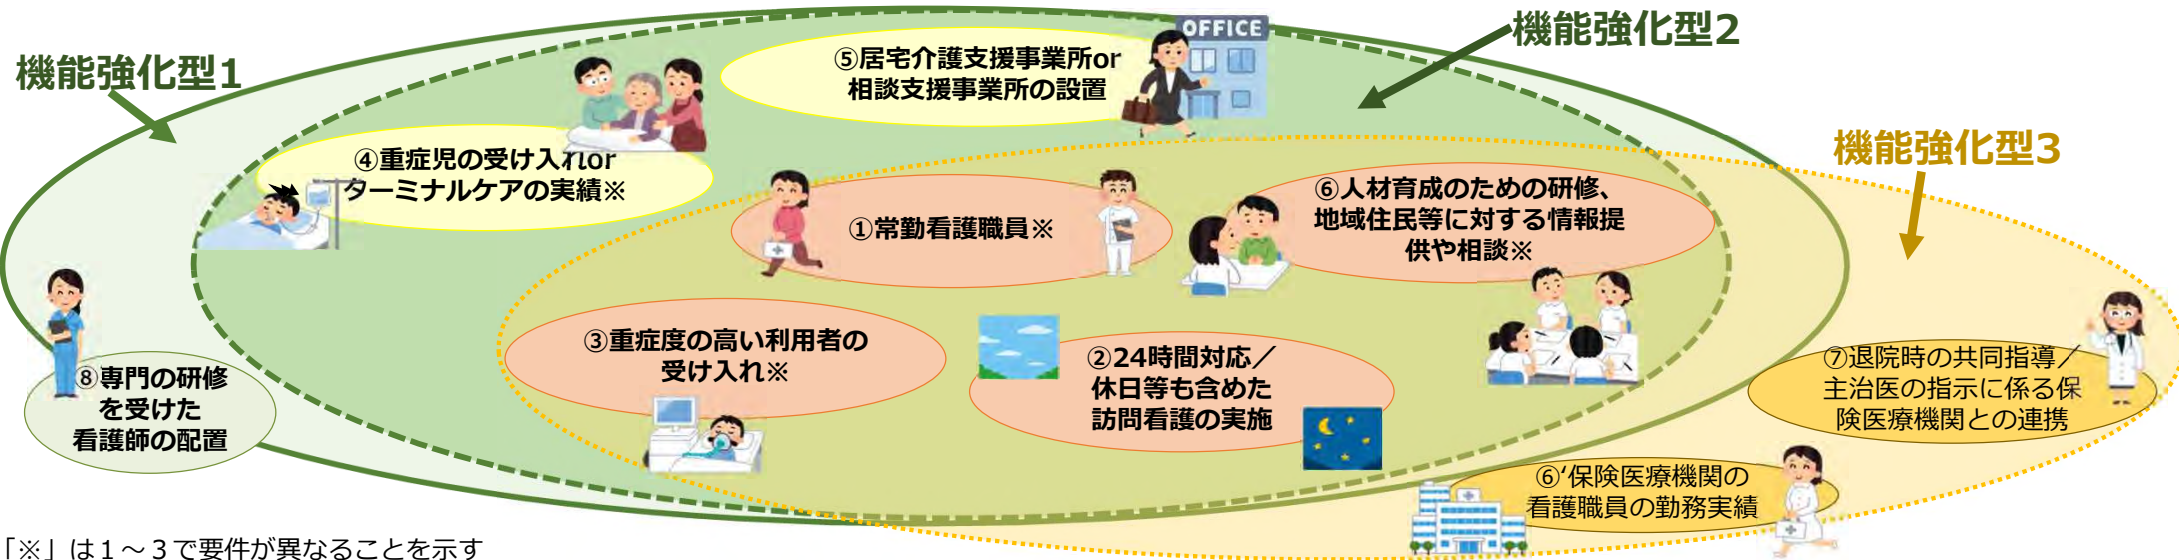 機能強化型1
機能強化型2
機能強化型3
OFFICE
⑤居宅介護支援事業所or
相談支援事業所の設置
④重症児の受け入れor
ターミナルケアの実績※
①常勤看護職員※
⑥人材育成のための研修、
地域住民等に対する情報提
供や相談※
③重症度の高い利用者の
受け入れ※
②24時間対応／
休日等も含めた
訪問看護の実施
⑦退院時の共同指導／
主治医の指示に係る保
険医療機関との連携
⑧専門の研修
を受けた
看護師の配置
⑥‘保険医療機関の
看護職員の勤務実績
「※」は１～３で要件が異なることを示す